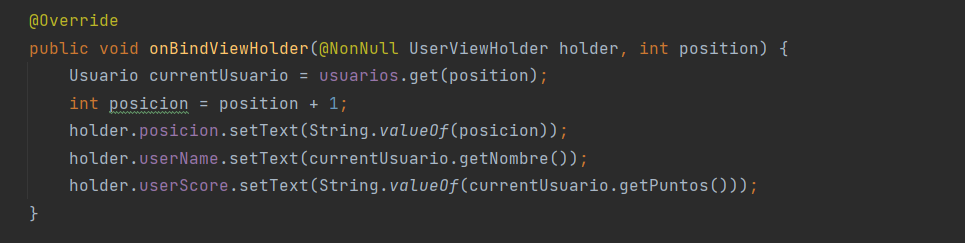 @Override
public void onBindViewHolder(@NonNull UserViewHolder holder, int position) {
    Usuario currentUsuario = usuarios.get(position);
    int posicion = position + 1;
    holder.posicion.setText(String.valueOf(posicion));
    holder.userName.setText(currentUsuario.getNombre());
    holder.userScore.setText(String.valueOf(currentUsuario.getPuntos()));
}